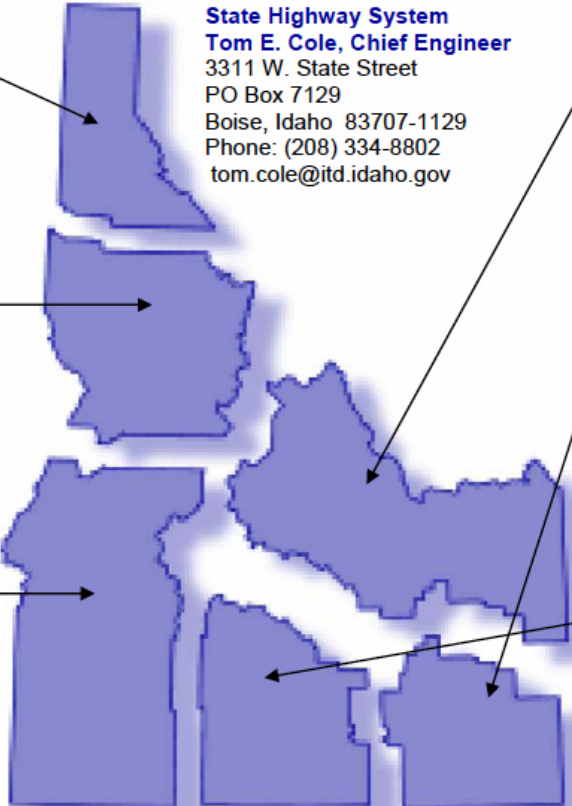 State Highway System
Tom E. Cole, Chief Engineer
3311 W. State Street
PO Box 7129
Boise, Idaho 83707-1129
Phone: (208) 334-8802
tom.cole@itd.idaho.gov